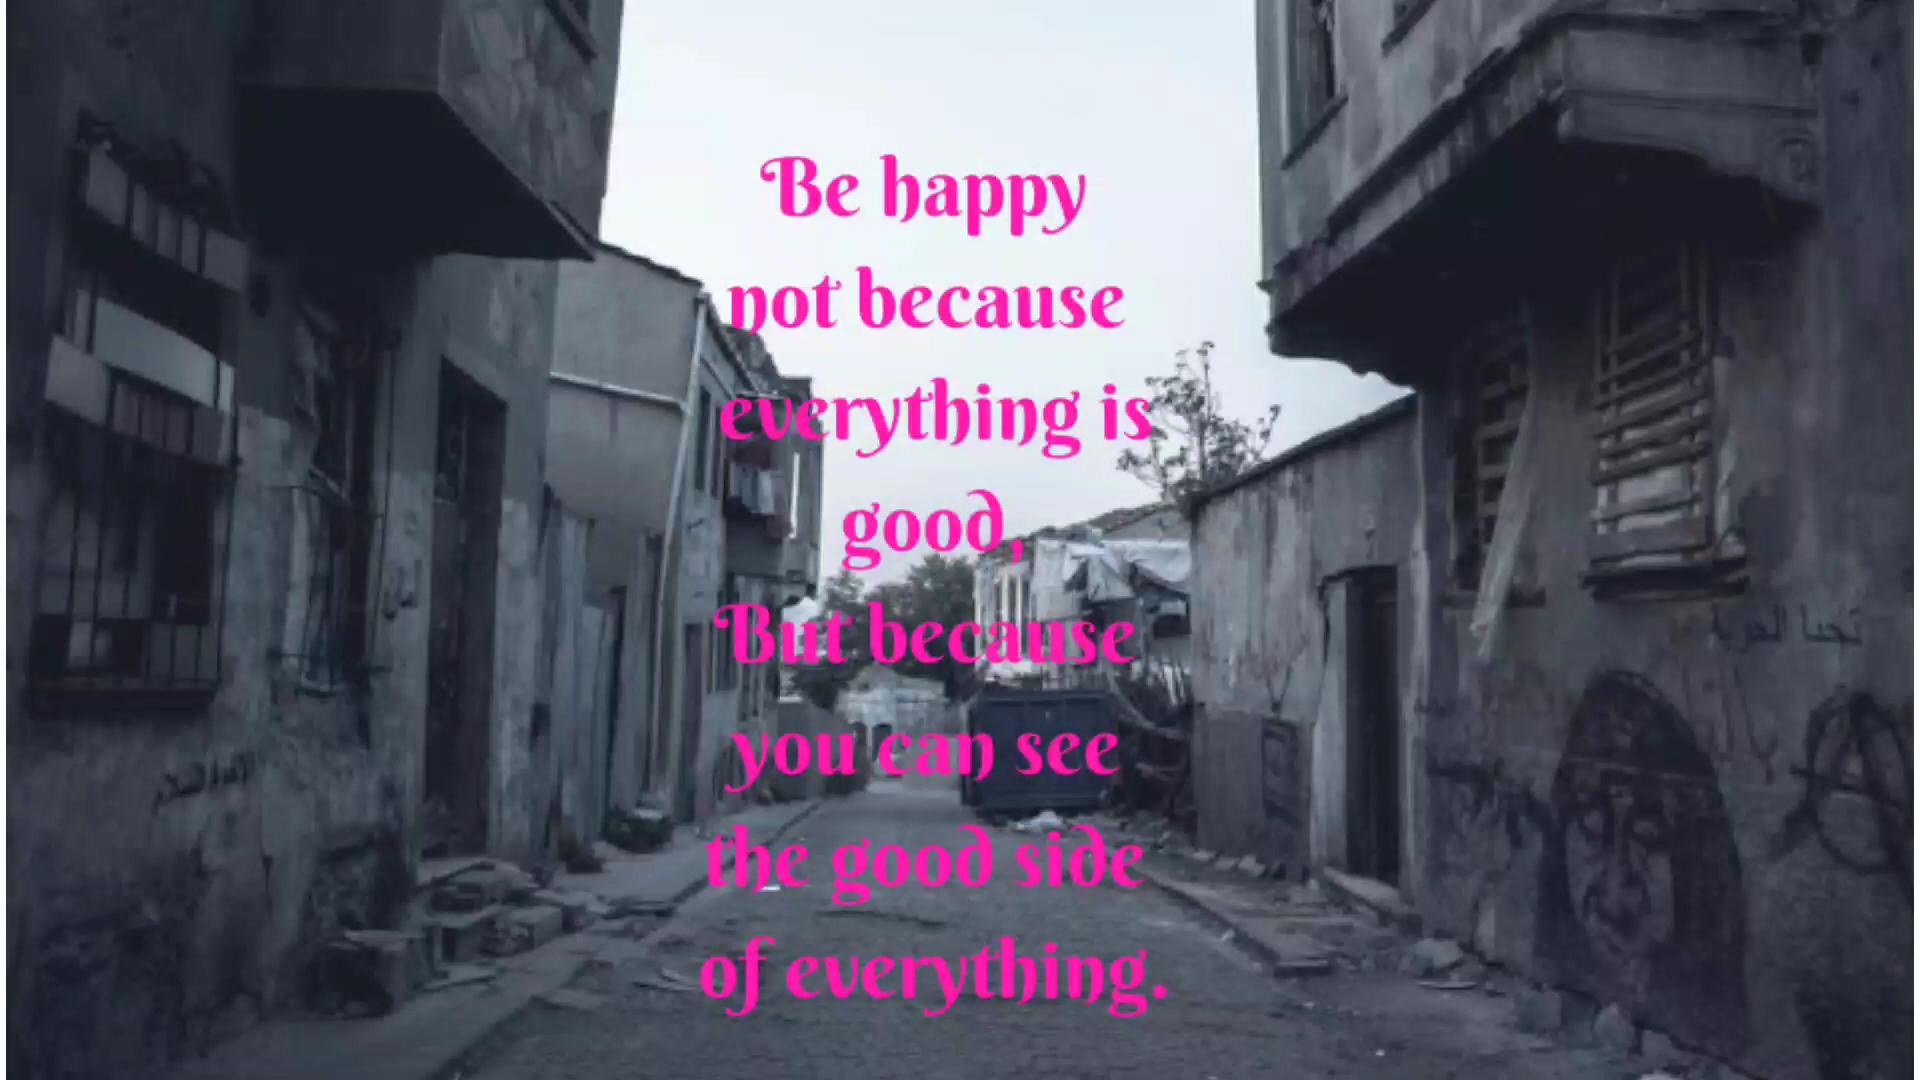 Be happy
not because
everything is
good,
But because
you can see
the good side
of everything.